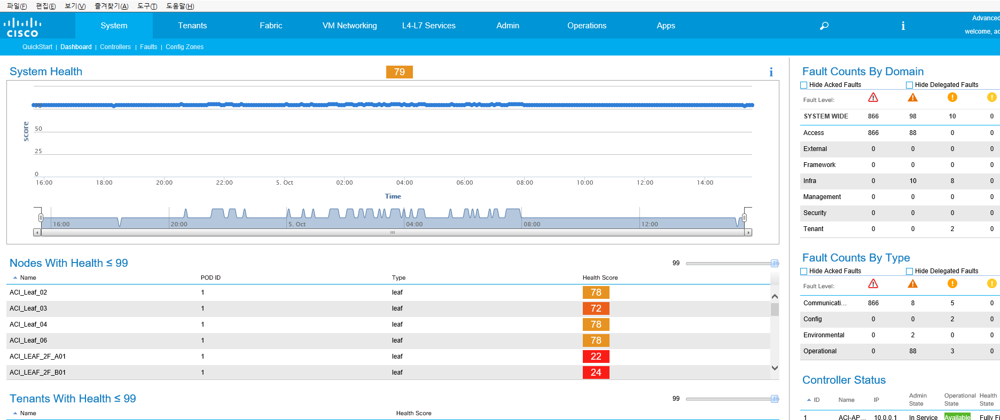 파일(F) 편집(E) 보기(V) 즐겨찾기(A) 도구(T) 도움말(H)
CISCO
System Tenants Fabric VM Networking L4-L7 Services Admin Operations Apps
Advanced
welcome, ad
QuickStart | Dashboard | Controllers | Faults | Config Zones
System Health 79
score
75
50
25
0
16:00 18:00 20:00 22:00 5. Oct 02:00 04:00 06:00 08:00 10:00 12:00 14:00
Time
16:00 20:00 5. Oct 04:00 08:00 12:00
Nodes With Health ≤ 99 99
Name POD ID Type Health Score
ACI_Leaf_02 1 leaf 78
ACI_Leaf_03 1 leaf 72
ACI_Leaf_04 1 leaf 78
ACI_Leaf_06 1 leaf 78
ACI_LEAF_2F_A01 1 leaf 22
ACI_LEAF_2F_B01 1 leaf 24
Tenants With Health ≤ 99 99
Name Health Score
Fault Counts By Domain
Hide Acked Faults Hide Delegated Faults
Fault Level:
SYSTEM WIDE 866 98 10 0
Access 866 88 0 0
External 0 0 0 0
Framework 0 0 0 0
Infra 0 10 8 0
Management 0 0 0 0
Security 0 0 0 0
Tenant 0 0 2 0
Fault Counts By Type
Hide Acked Faults Hide Delegated Faults
Fault Level:
Communicati... 866 8 5 0
Config 0 0 2 0
Environmental 0 2 0 0
Operational 0 88 3 0
Controller Status
ID Name IP Admin State Operational State Health State
1 ACI-AP... 10.0.0.1 In Service Available Fully Fi